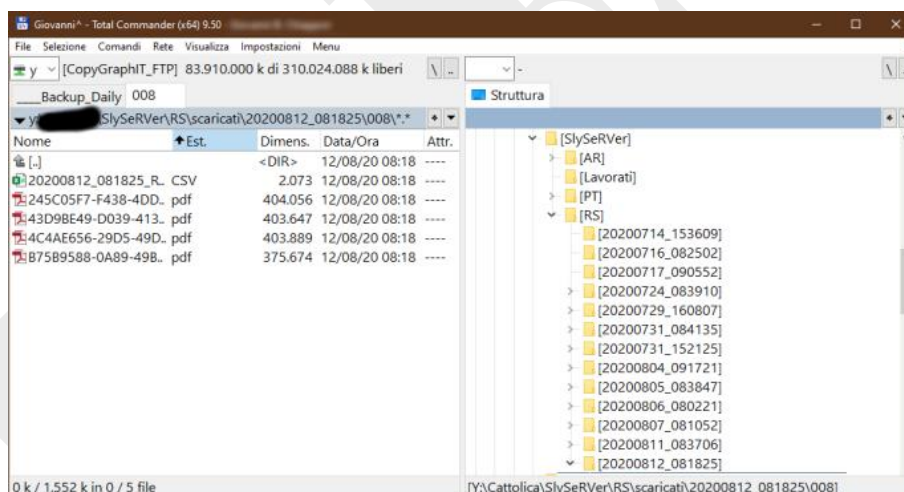 Giovanni^ - Total Commander (x64) 9.50
File Selezione Comandi Rete Visualizza Impostazioni Menu
y [CopyGraphIT_FTP] 83.910.000 k di 310.024.088 k liberi \ ..
- \
____Backup_Daily 008
Struttura
SlySeRVer\RS\scaricati\20200812_081825\008\*.*
Nome Est. Dimens. Data/Ora Attr.
[..] <DIR> 12/08/20 08:18 ----
20200812_081825_R.. CSV 2.073 12/08/20 08:18 ----
245C05F7-F438-4DD.. pdf 404.056 12/08/20 08:18 ----
43D9BE49-D039-413.. pdf 403.647 12/08/20 08:18 ----
4C4AE656-29D5-49D.. pdf 403.889 12/08/20 08:18 ----
B75B9588-0A89-49B.. pdf 375.674 12/08/20 08:18 ----
0 k / 1.552 k in 0 / 5 file
[SlySeRVer]
[AR]
[Lavorati]
[PT]
[RS]
[20200714_153609]
[20200716_082502]
[20200717_090552]
[20200724_083910]
[20200729_160807]
[20200731_084135]
[20200731_152125]
[20200804_091721]
[20200805_083847]
[20200806_080221]
[20200807_081052]
[20200811_083706]
[20200812_081825]
[Y:\Cattolica\SlySeRVer\RS\scaricati\20200812_081825\008]